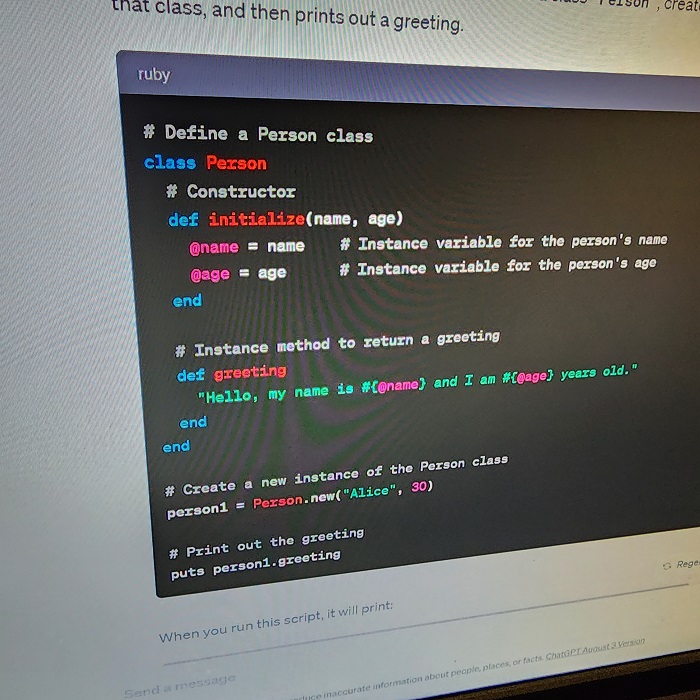 Person`, creat
that class, and then prints out a greeting.
ruby
# Define a Person class
class Person
# Constructor
def initialize(name, age)
@name = name # Instance variable for the person's name
@age = age # Instance variable for the person's age
end
# Instance method to return a greeting
def greeting
"Hello, my name is #{@name} and I am #{@age} years old."
end
end
# Create a new instance of the Person class
person1 = Person.new("Alice", 30)
# Print out the greeting
puts person1.greeting
Rege
When you run this script, it will print:
Send a message
inaccurate information about people, places, or facts. ChatGPT August 3 Version